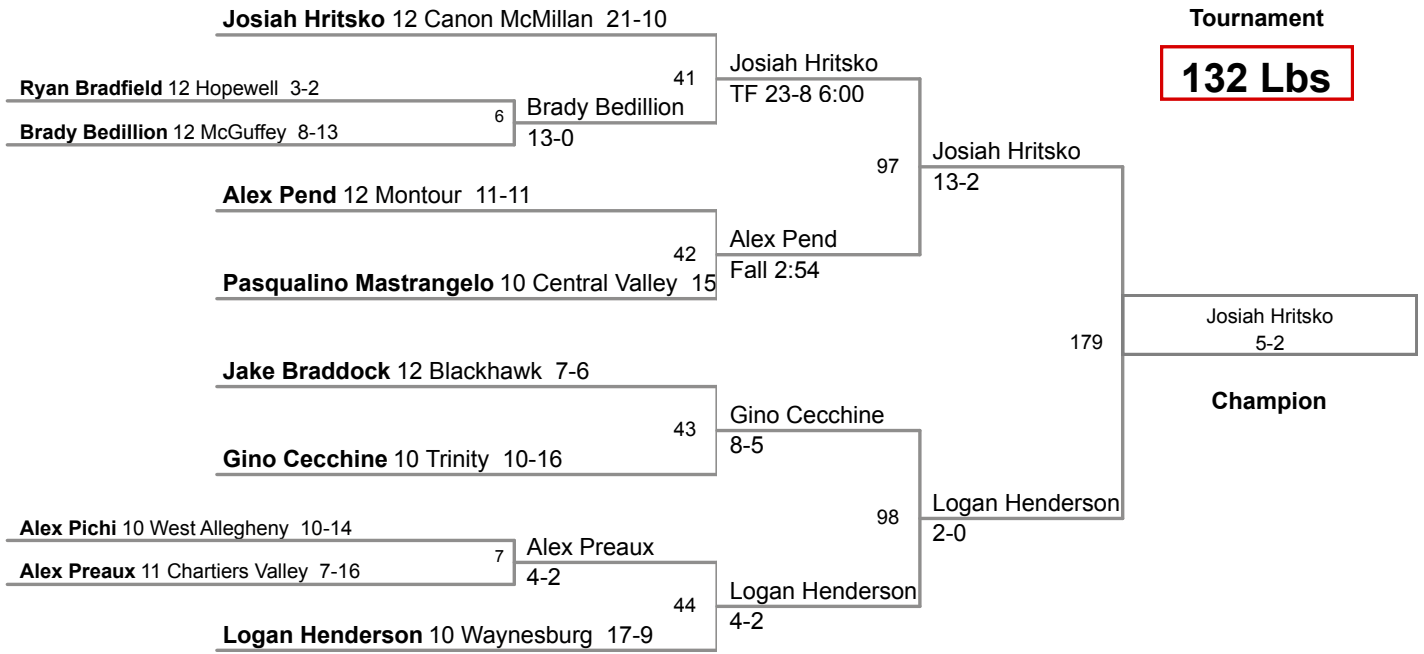 Josiah Hritsko 12 Canon McMillan 21-10
Tournament
132 Lbs
41
Josiah Hritsko
TF 23-8 6:00
Ryan Bradfield 12 Hopewell 3-2
6
Brady Bedillion
13-0
Brady Bedillion 12 McGuffey 8-13
97
Josiah Hritsko
13-2
Alex Pend 12 Montour 11-11
42
Alex Pend
Fall 2:54
Pasqualino Mastrangelo 10 Central Valley 15
179
Josiah Hritsko
5-2
Champion
Jake Braddock 12 Blackhawk 7-6
43
Gino Cecchine
8-5
Gino Cecchine 10 Trinity 10-16
98
Logan Henderson
2-0
Alex Pichi 10 West Allegheny 10-14
7
Alex Preaux
4-2
Alex Preaux 11 Chartiers Valley 7-16
44
Logan Henderson
4-2
Logan Henderson 10 Waynesburg 17-9